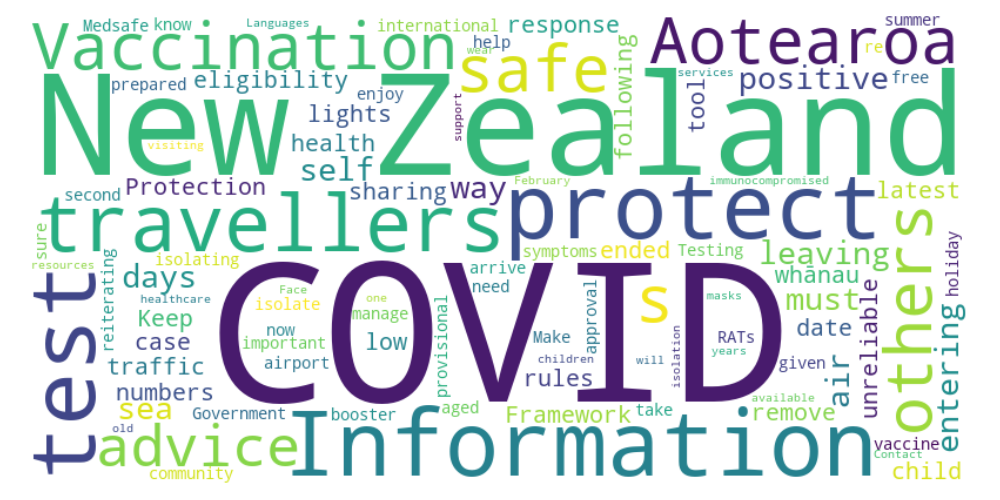 Medsafe know Languages international response summer
Vaccination help wear safe following Aotearoa re
prepared eligibility enjoy support services positive free
New Zealand
lights tool
visiting health self
second Protection sharing way February protect immunocompromised latest
sure travellers others
resources isolating symptoms ended Testing leaving holiday
test reiterating days arrive need whānau entering
healthcare Face isolate one COVID s masks must
Keep now important manage provisional approval date
case airport low Make RATs years unreliable
traffic children will isolation given air
numbers rules
sea Government booster aged Framework take available remove
old advice Information vaccine
community Contact child